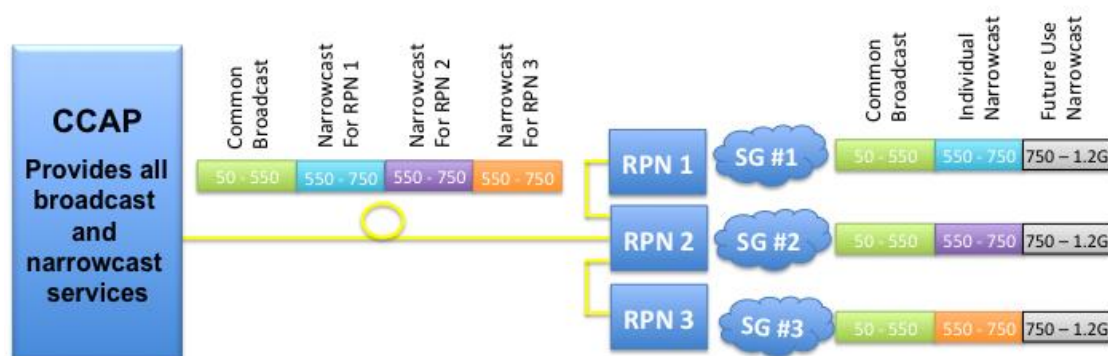 CCAP
Provides all
broadcast
and
narrowcast
services
Common
Broadcast
Narrowcast
For RPN 1
Narrowcast
For RPN 2
Narrowcast
For RPN 3
50 - 550
550 - 750
550 - 750
550 - 750
Common
Broadcast
Individual
Narrowcast
Future Use
Narrowcast
RPN 1
SG #1
50 - 550
550 - 750
750 – 1.2G
RPN 2
SG #2
50 - 550
550 - 750
750 – 1.2G
RPN 3
SG #3
50 - 550
550 - 750
750 – 1.2G